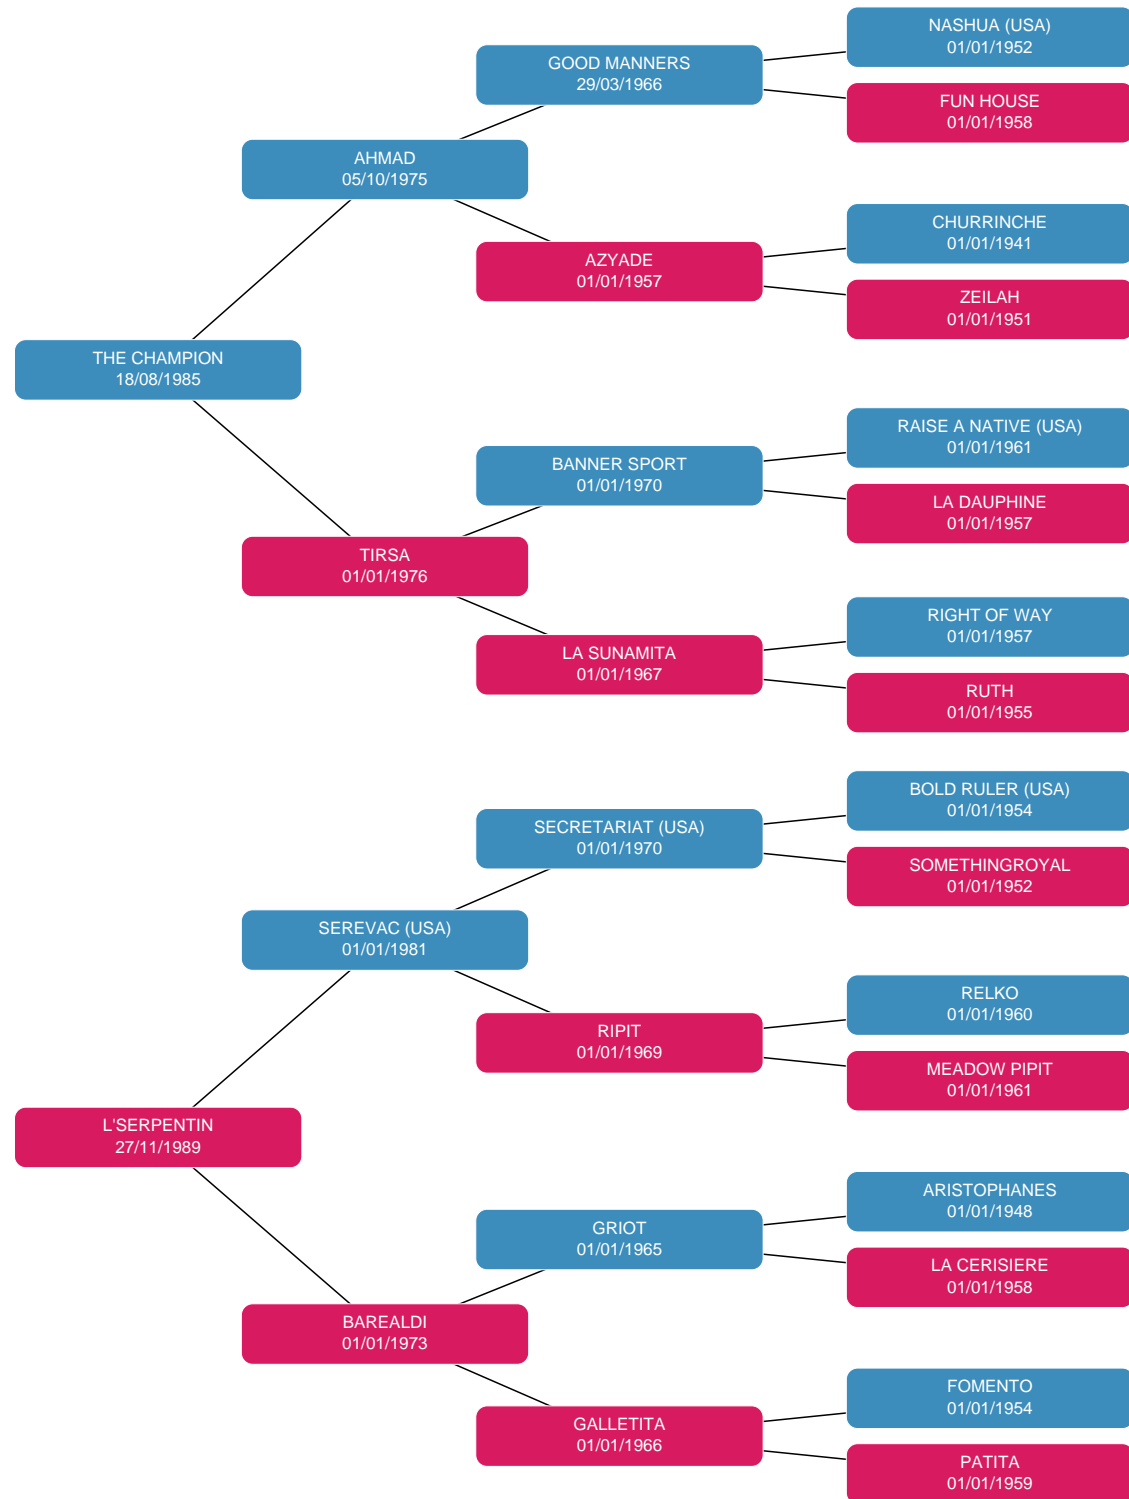 NASHUA (USA)
01/01/1952
GOOD MANNERS
29/03/1966
FUN HOUSE
01/01/1958
AHMAD
05/10/1975
CHURRINCHE
01/01/1941
AZYADE
01/01/1957
ZEILAH
01/01/1951
THE CHAMPION
18/08/1985
RAISE A NATIVE (USA)
01/01/1961
BANNER SPORT
01/01/1970
LA DAUPHINE
01/01/1957
TIRSA
01/01/1976
RIGHT OF WAY
01/01/1957
LA SUNAMITA
01/01/1967
RUTH
01/01/1955
BOLD RULER (USA)
01/01/1954
SECRETARIAT (USA)
01/01/1970
SOMETHINGROYAL
01/01/1952
SEREVAC (USA)
01/01/1981
RELKO
01/01/1960
RIPIT
01/01/1969
MEADOW PIPIT
01/01/1961
L'SERPENTIN
27/11/1989
ARISTOPHANES
01/01/1948
GRIOT
01/01/1965
LA CERISIERE
01/01/1958
BAREALDI
01/01/1973
FOMENTO
01/01/1954
GALLETITA
01/01/1966
PATITA
01/01/1959